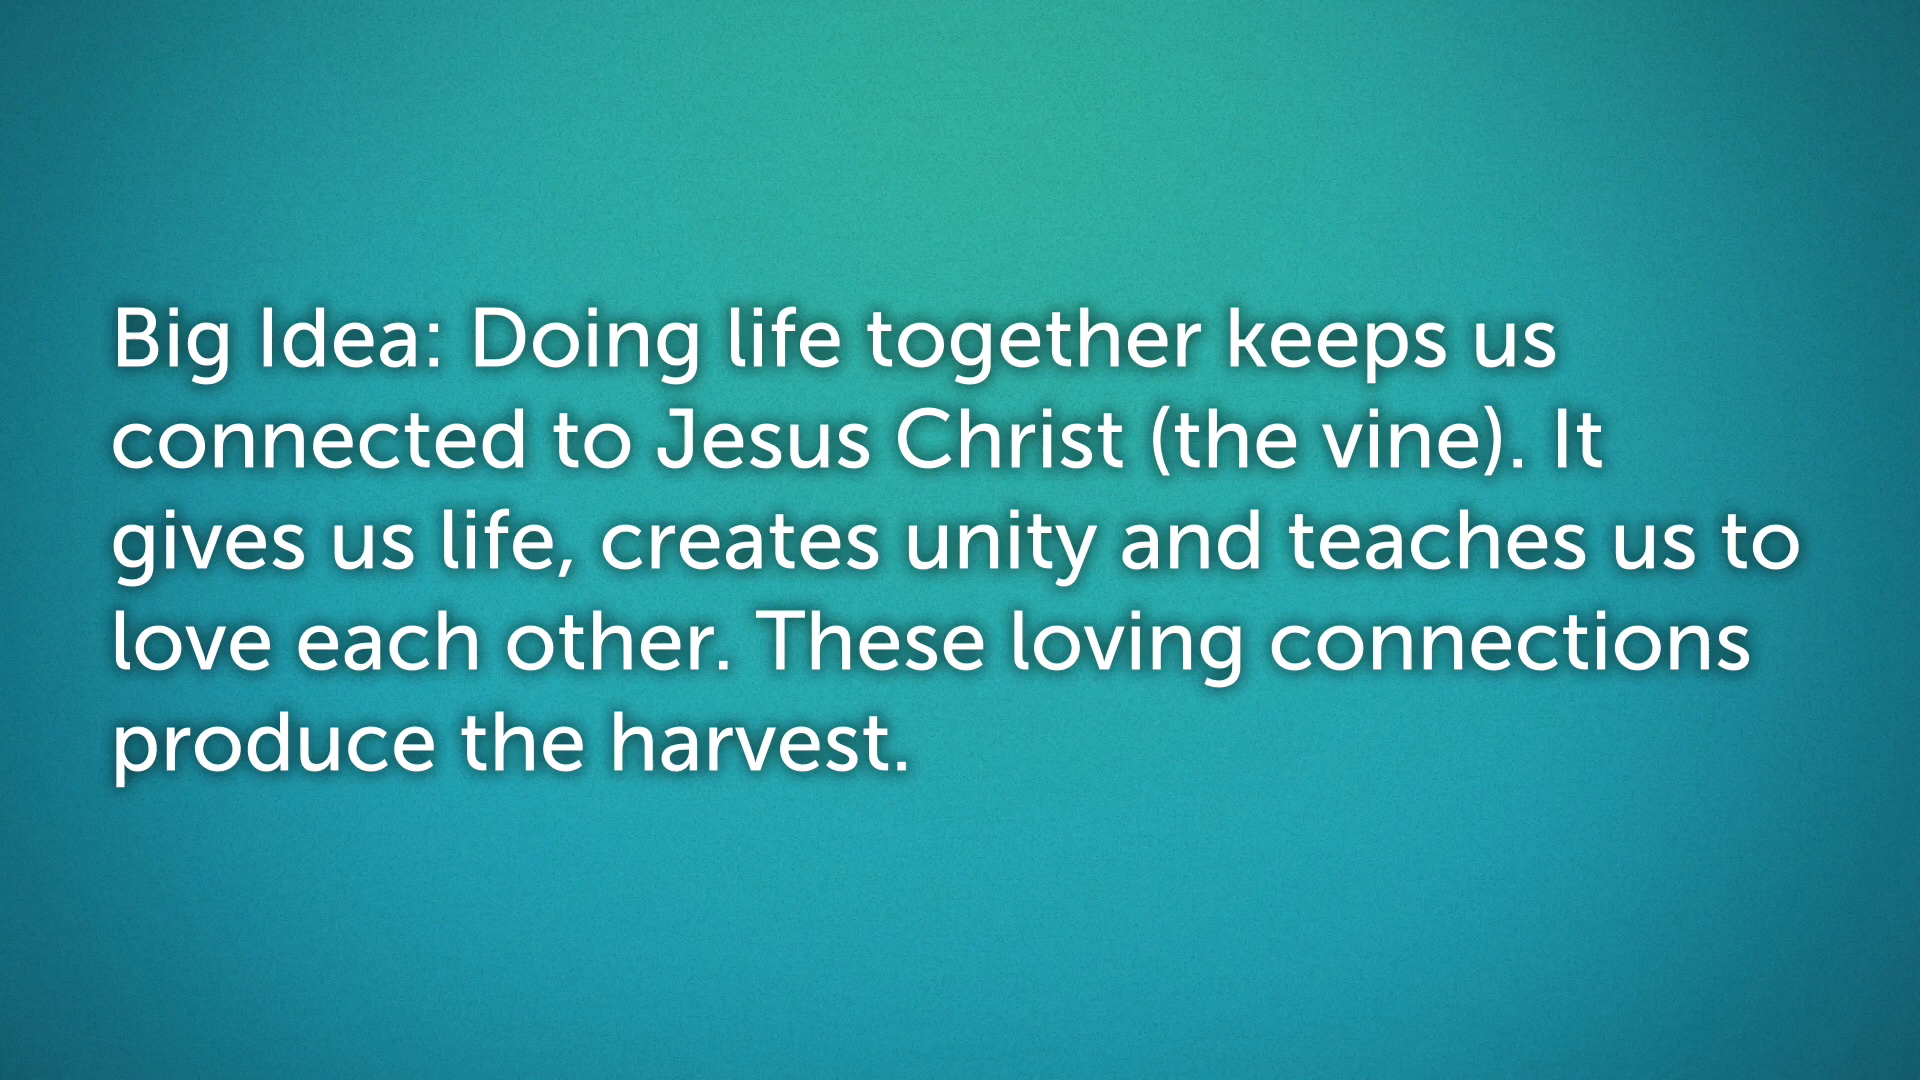 Big Idea: Doing life together keeps us
connected to Jesus Christ (the vine). It
gives us life, creates unity and teaches us to
love each other. These loving connections
produce the harvest.